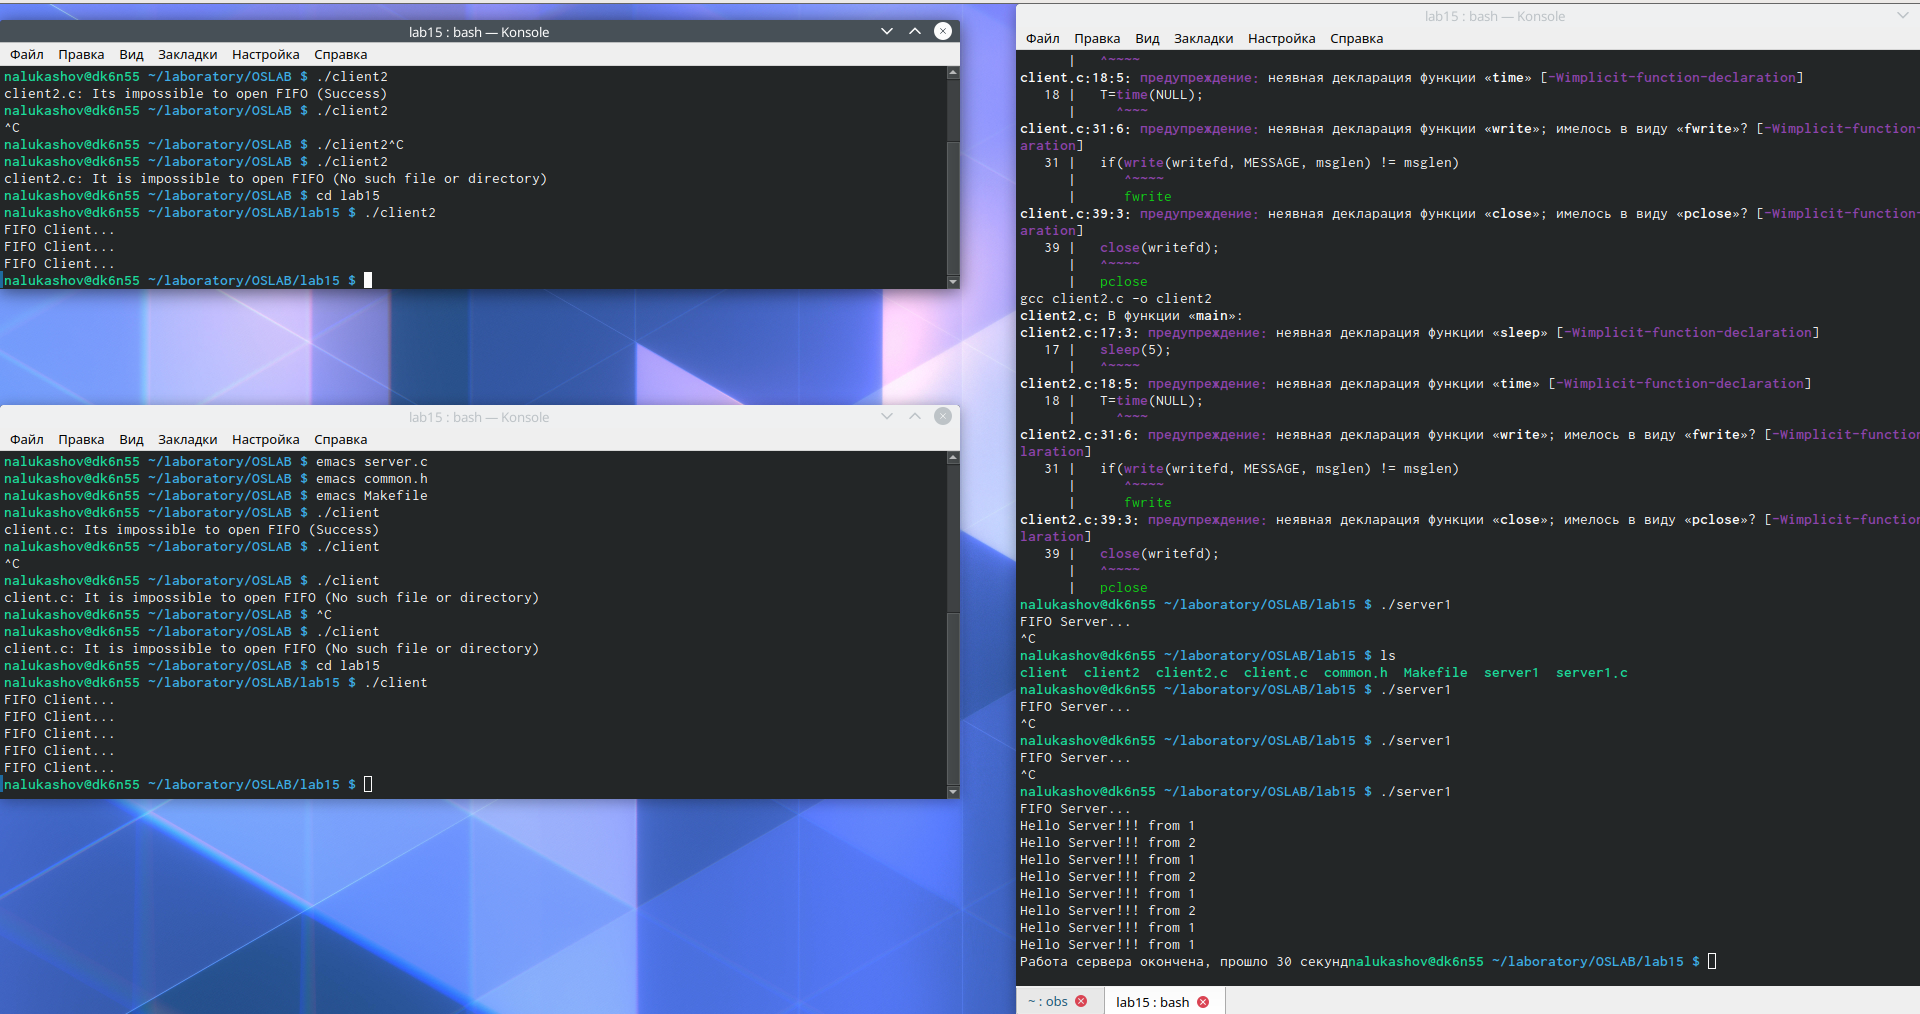 lab15 : bash — Konsole
Файл Правка Вид Закладки Настройка Справка
nalukashov@dk6n55 ~/laboratory/OSLAB $ ./client2
client2.c: Its impossible to open FIFO (Success)
nalukashov@dk6n55 ~/laboratory/OSLAB $ ./client2
^C
nalukashov@dk6n55 ~/laboratory/OSLAB $ ./client2^C
nalukashov@dk6n55 ~/laboratory/OSLAB $ ./client2
client2.c: It is impossible to open FIFO (No such file or directory)
nalukashov@dk6n55 ~/laboratory/OSLAB $ cd lab15
nalukashov@dk6n55 ~/laboratory/OSLAB/lab15 $ ./client2
FIFO Client...
FIFO Client...
FIFO Client...
nalukashov@dk6n55 ~/laboratory/OSLAB/lab15 $
lab15 : bash — Konsole
Файл Правка Вид Закладки Настройка Справка
nalukashov@dk6n55 ~/laboratory/OSLAB $ emacs server.c
nalukashov@dk6n55 ~/laboratory/OSLAB $ emacs common.h
nalukashov@dk6n55 ~/laboratory/OSLAB $ emacs Makefile
nalukashov@dk6n55 ~/laboratory/OSLAB $ ./client
client.c: Its impossible to open FIFO (Success)
nalukashov@dk6n55 ~/laboratory/OSLAB $ ./client
^C
nalukashov@dk6n55 ~/laboratory/OSLAB $ ./client
client.c: It is impossible to open FIFO (No such file or directory)
nalukashov@dk6n55 ~/laboratory/OSLAB $ ^C
nalukashov@dk6n55 ~/laboratory/OSLAB $ ./client
client.c: It is impossible to open FIFO (No such file or directory)
nalukashov@dk6n55 ~/laboratory/OSLAB $ cd lab15
nalukashov@dk6n55 ~/laboratory/OSLAB/lab15 $ ./client
FIFO Client...
FIFO Client...
FIFO Client...
FIFO Client...
FIFO Client...
nalukashov@dk6n55 ~/laboratory/OSLAB/lab15 $
lab15 : bash — Konsole
Файл Правка Вид Закладки Настройка Справка
| ^~~~~
client.c:18:5: предупреждение: неявная декларация функции «time» [-Wimplicit-function-declaration]
18 | T=time(NULL);
| ^~~~
client.c:31:6: предупреждение: неявная декларация функции «write»; имелось в виду «fwrite»? [-Wimplicit-function-
aration]
31 | if(write(writefd, MESSAGE, msglen) != msglen)
| ^~~~~
| fwrite
client.c:39:3: предупреждение: неявная декларация функции «close»; имелось в виду «pclose»? [-Wimplicit-function-
aration]
39 | close(writefd);
| ^~~~~
| pclose
gcc client2.c -o client2
client2.c: В функции «main»:
client2.c:17:3: предупреждение: неявная декларация функции «sleep» [-Wimplicit-function-declaration]
17 | sleep(5);
| ^~~~~
client2.c:18:5: предупреждение: неявная декларация функции «time» [-Wimplicit-function-declaration]
18 | T=time(NULL);
| ^~~~
client2.c:31:6: предупреждение: неявная декларация функции «write»; имелось в виду «fwrite»? [-Wimplicit-function
laration]
31 | if(write(writefd, MESSAGE, msglen) != msglen)
| ^~~~~
| fwrite
client2.c:39:3: предупреждение: неявная декларация функции «close»; имелось в виду «pclose»? [-Wimplicit-function
laration]
39 | close(writefd);
| ^~~~~
| pclose
nalukashov@dk6n55 ~/laboratory/OSLAB/lab15 $ ./server1
FIFO Server...
^C
nalukashov@dk6n55 ~/laboratory/OSLAB/lab15 $ ls
client client2 client2.c client.c common.h Makefile server1 server1.c
nalukashov@dk6n55 ~/laboratory/OSLAB/lab15 $ ./server1
FIFO Server...
^C
nalukashov@dk6n55 ~/laboratory/OSLAB/lab15 $ ./server1
FIFO Server...
^C
nalukashov@dk6n55 ~/laboratory/OSLAB/lab15 $ ./server1
FIFO Server...
Hello Server!!! from 1
Hello Server!!! from 2
Hello Server!!! from 1
Hello Server!!! from 2
Hello Server!!! from 1
Hello Server!!! from 2
Hello Server!!! from 1
Hello Server!!! from 1
Работа сервера окончена, прошло 30 секундnalukashov@dk6n55 ~/laboratory/OSLAB/lab15 $
~ : obs lab15 : bash